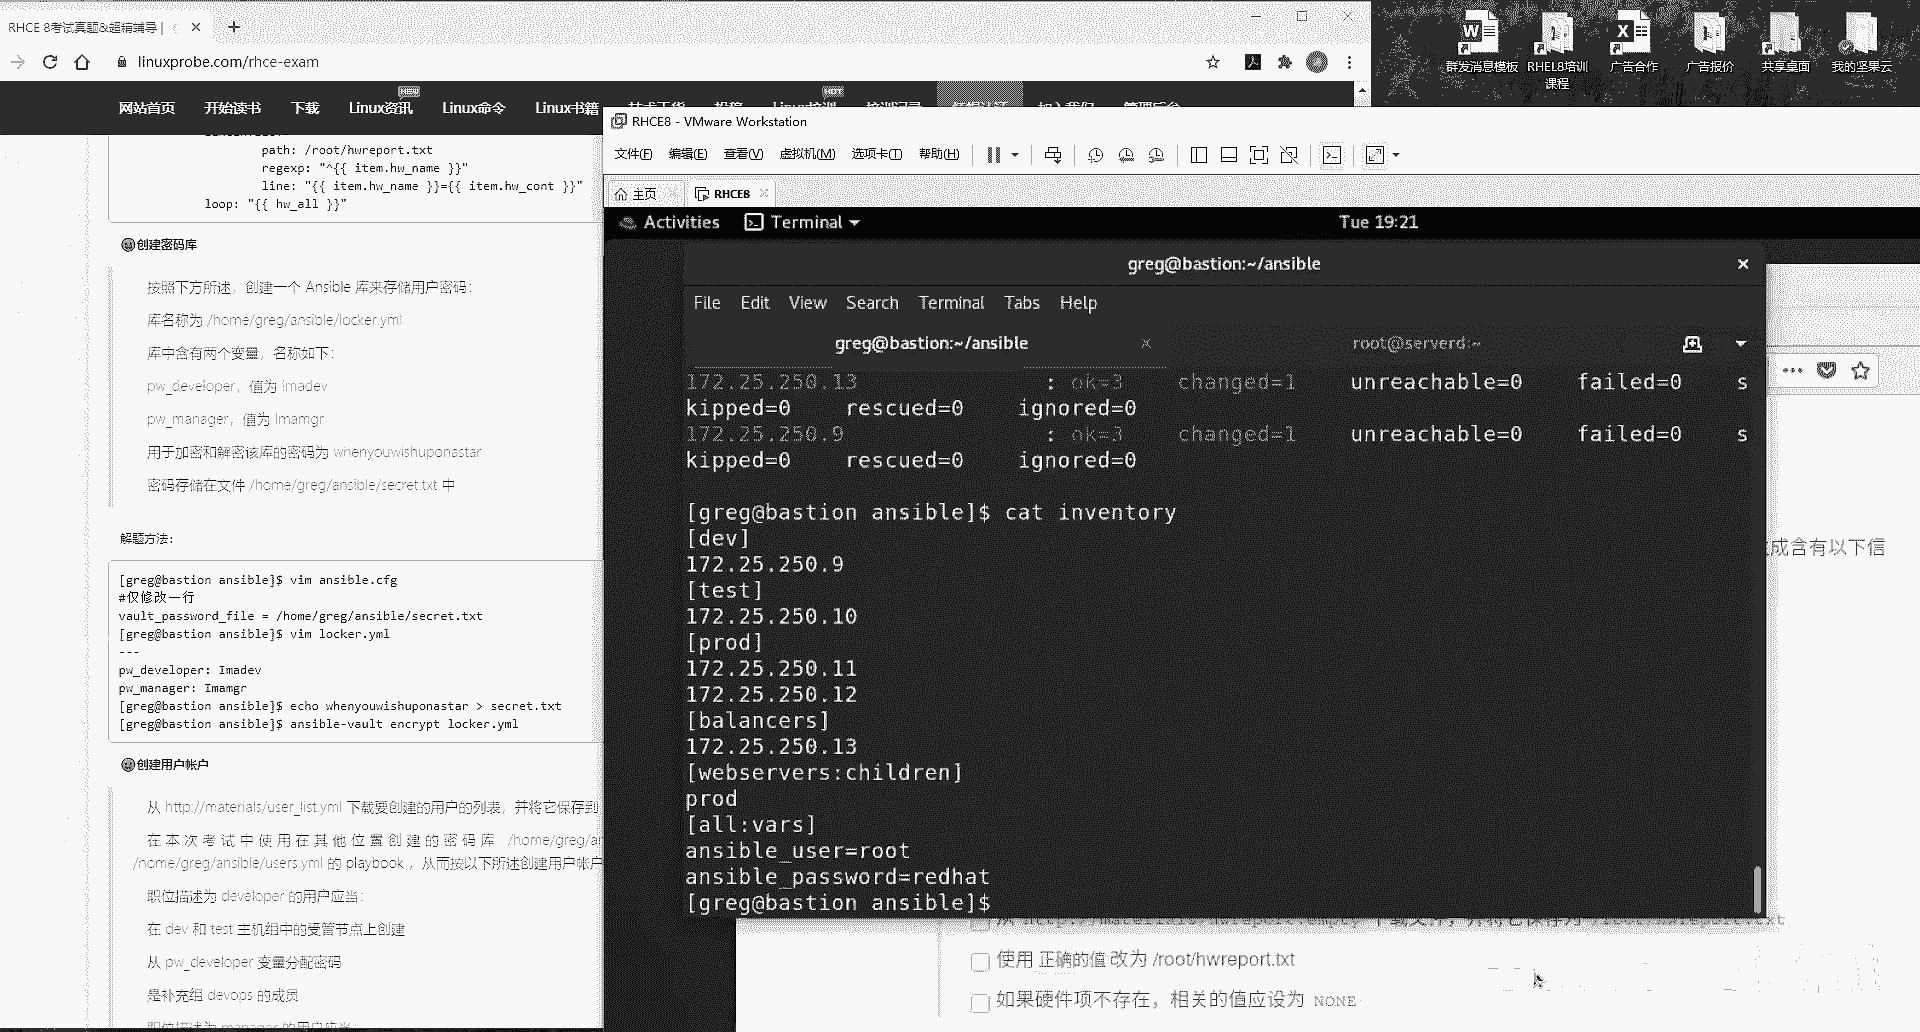 RHCE 8考试真题&超精辅导 |
linuxprobe.com/rhce-exam
NEW
HOT
网站首页 开始读书 下载 Linux资讯 Linux命令 Linux书籍
path: /root/hwreport.txt
regexp: "^{{ item.hw_name }}"
line: "{{ item.hw_name }}={{ item.hw_cont }}"
loop: "{{ hw_all }}"
创建密码库
按照下方所述，创建一个 Ansible 库来存储用户密码：
库名称为 /home/greg/ansible/locker.yml
库中含有两个变量，名称如下：
pw_developer，值为 Imadev
pw_manager，值为 Imamgr
用于加密和解密该库的密码为 whenyouwishuponastar
密码存储在文件 /home/greg/ansible/secret.txt 中
解题方法：
[greg@bastion ansible]$ vim ansible.cfg
#仅修改一行
vault_password_file = /home/greg/ansible/secret.txt
[greg@bastion ansible]$ vim locker.yml
---
pw_developer: Imadev
pw_manager: Imamgr
[greg@bastion ansible]$ echo whenyouwishuponastar > secret.txt
[greg@bastion ansible]$ ansible-vault encrypt locker.yml
创建用户帐户
从 http://materials/user_list.yml 下载要创建的用户的列表，并将它保存到
在本次考试中使用在其他位置创建的密码库 /home/greg/an
/home/greg/ansible/users.yml 的 playbook ，从而按以下所述创建用户帐户
职位描述为 developer 的用户应当：
在 dev 和 test 主机组中的受管节点上创建
从 pw_developer 变量分配密码
是补充组 devops 的成员
职位描述为 manager 的用户应当：
群发消息模板 RHEL8培训课程 广告合作 广告报价 共享桌面 我的坚果云
RHCE8 - VMware Workstation
文件(F) 编辑(E) 查看(V) 虚拟机(M) 选项卡(T) 帮助(H)
主页 RHCE8
Activities Terminal Tue 19:21
greg@bastion:~/ansible
File Edit View Search Terminal Tabs Help
greg@bastion:~/ansible root@serverd:~
172.25.250.13 : ok=3 changed=1 unreachable=0 failed=0 s
kipped=0 rescued=0 ignored=0
172.25.250.9 : ok=3 changed=1 unreachable=0 failed=0 s
kipped=0 rescued=0 ignored=0
[greg@bastion ansible]$ cat inventory
[dev]
172.25.250.9
[test]
172.25.250.10
[prod]
172.25.250.11
172.25.250.12
[balancers]
172.25.250.13
[webservers:children]
prod
[all:vars]
ansible_user=root
ansible_password=redhat
[greg@bastion ansible]$
成含有以下信
使用 正确的值 改为 /root/hwreport.txt
如果硬件项不存在，相关的值应设为 NONE